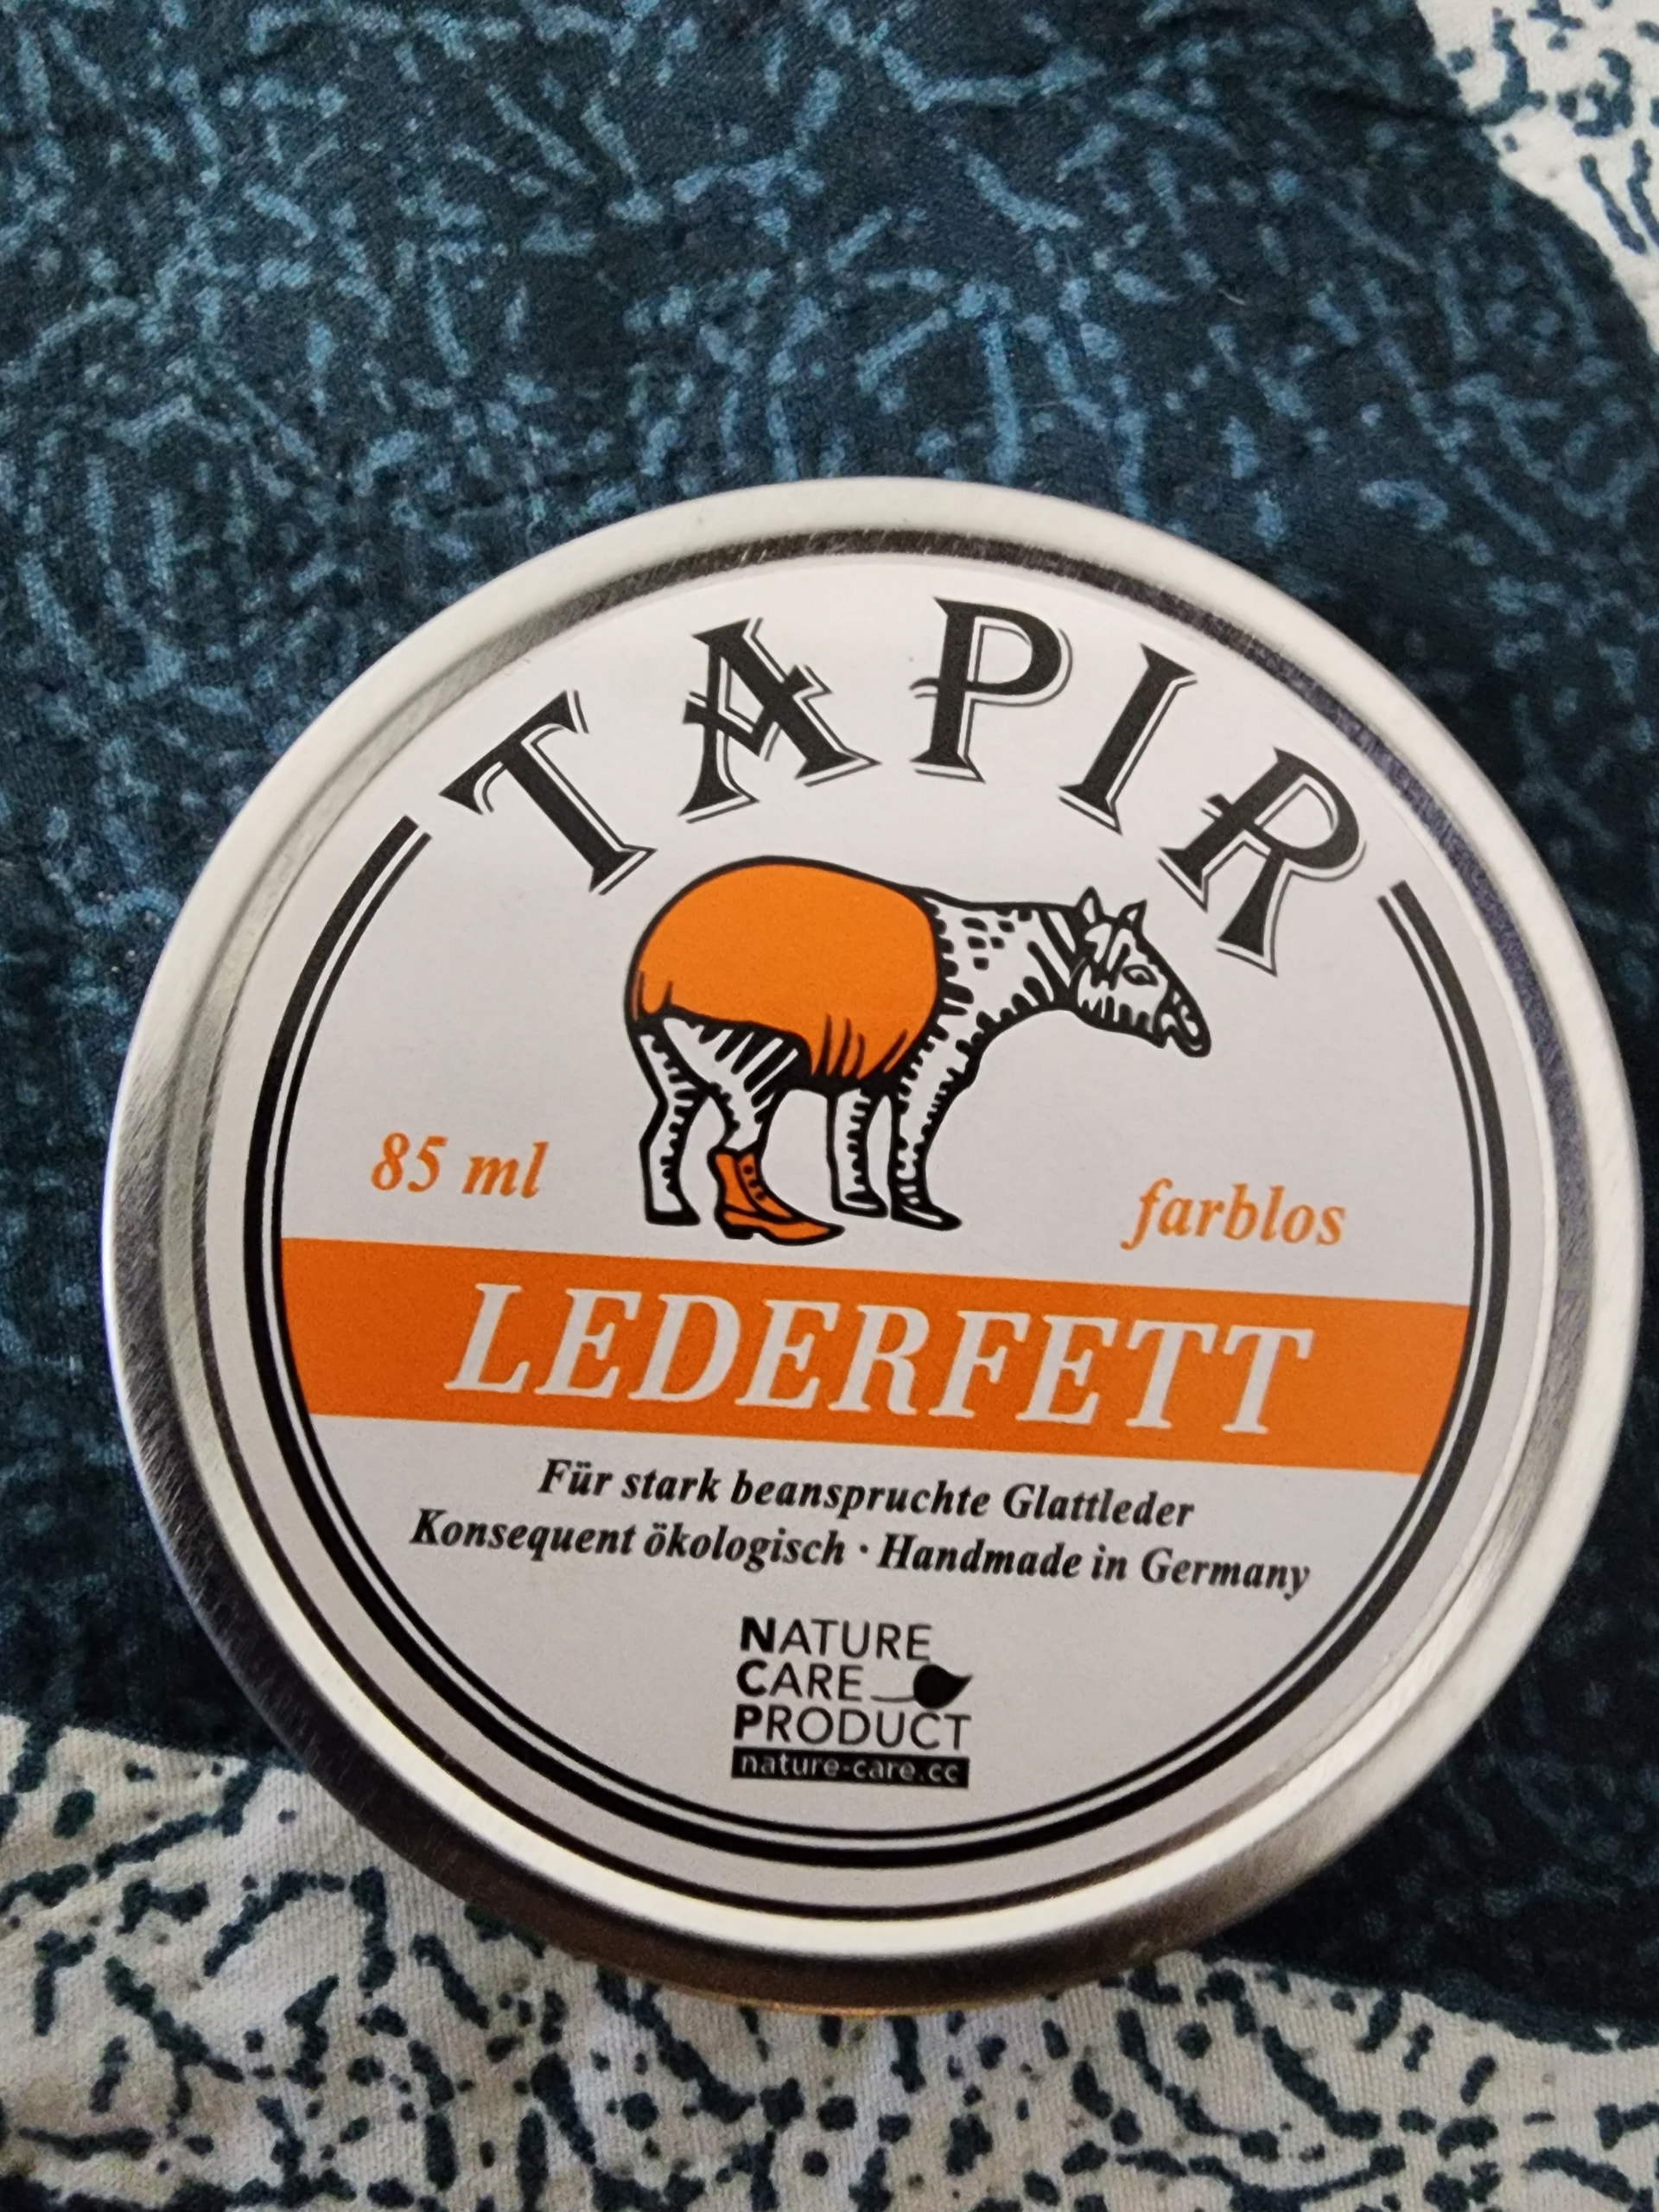 TAPIR
85 ml
farblos
LEDERFETT
Für stark beanspruchte Glattleder
Konsequent ökologisch · Handmade in Germany
NATURE
CARE
PRODUCT
nature-care.cc